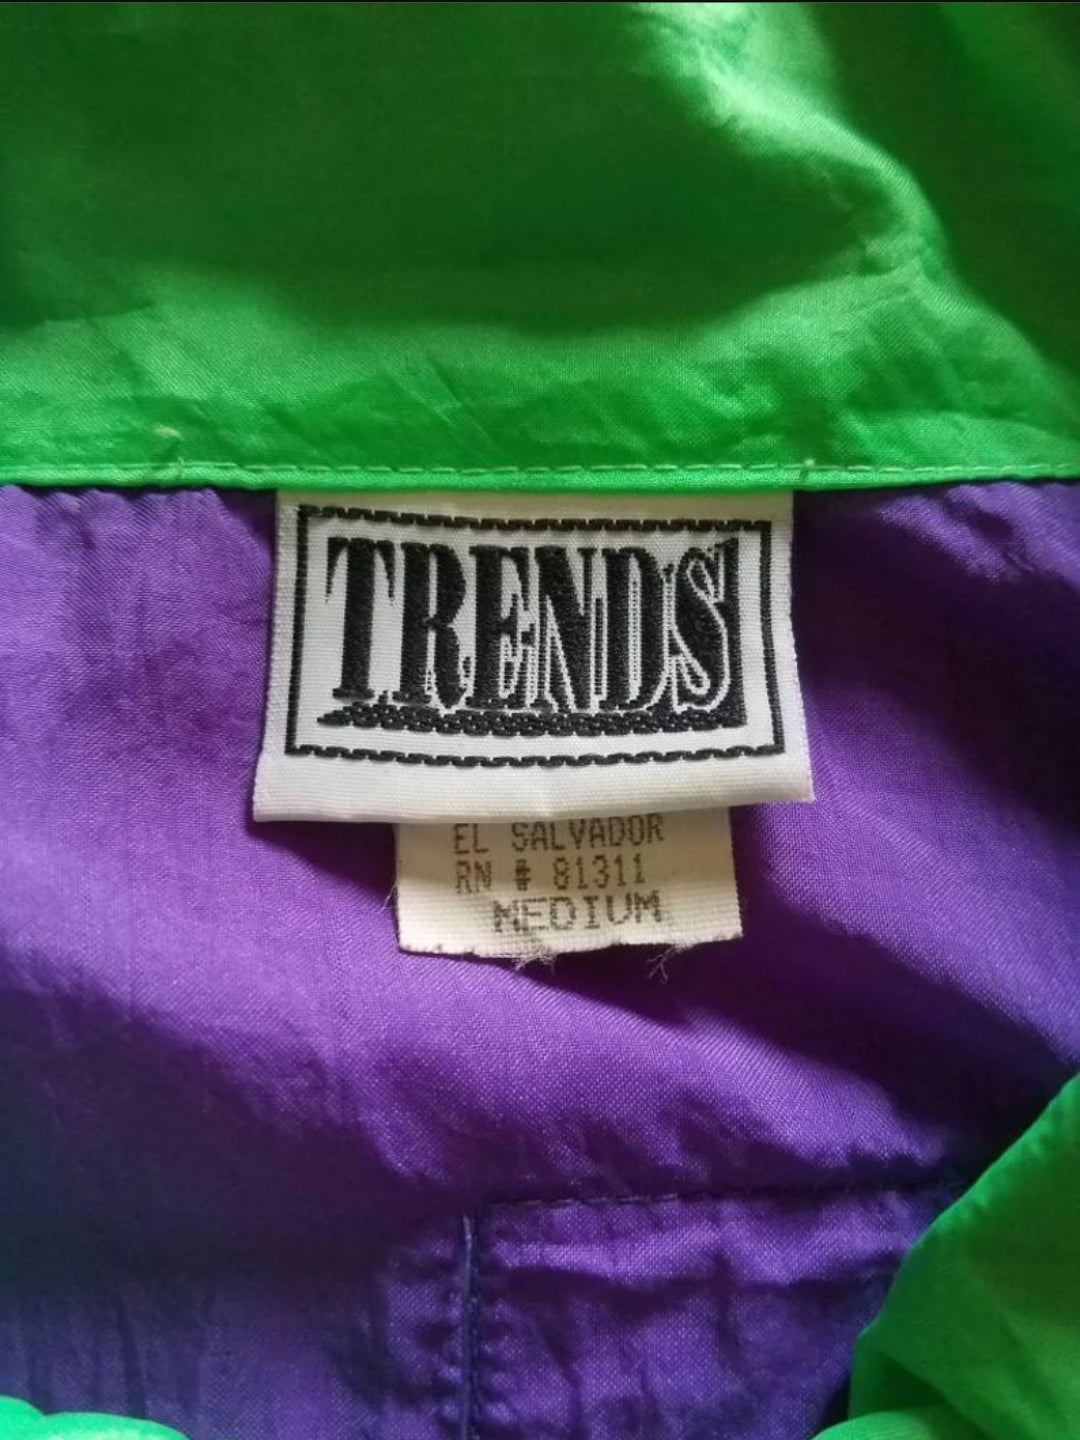 TRENDS
EL SALVADOR
RN # 81311
MEDIUM